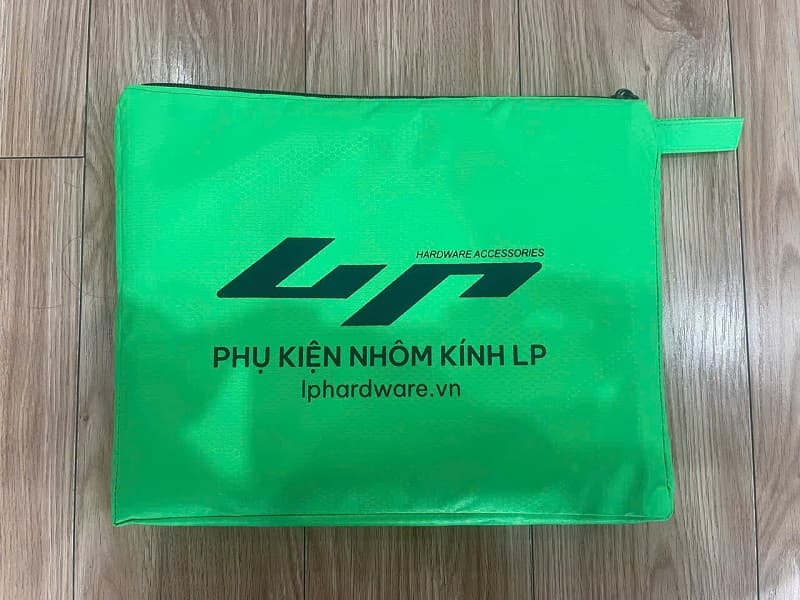 LP
HARDWARE ACCESSORIES
PHỤ KIỆN NHÔM KÍNH LP
lphardware.vn